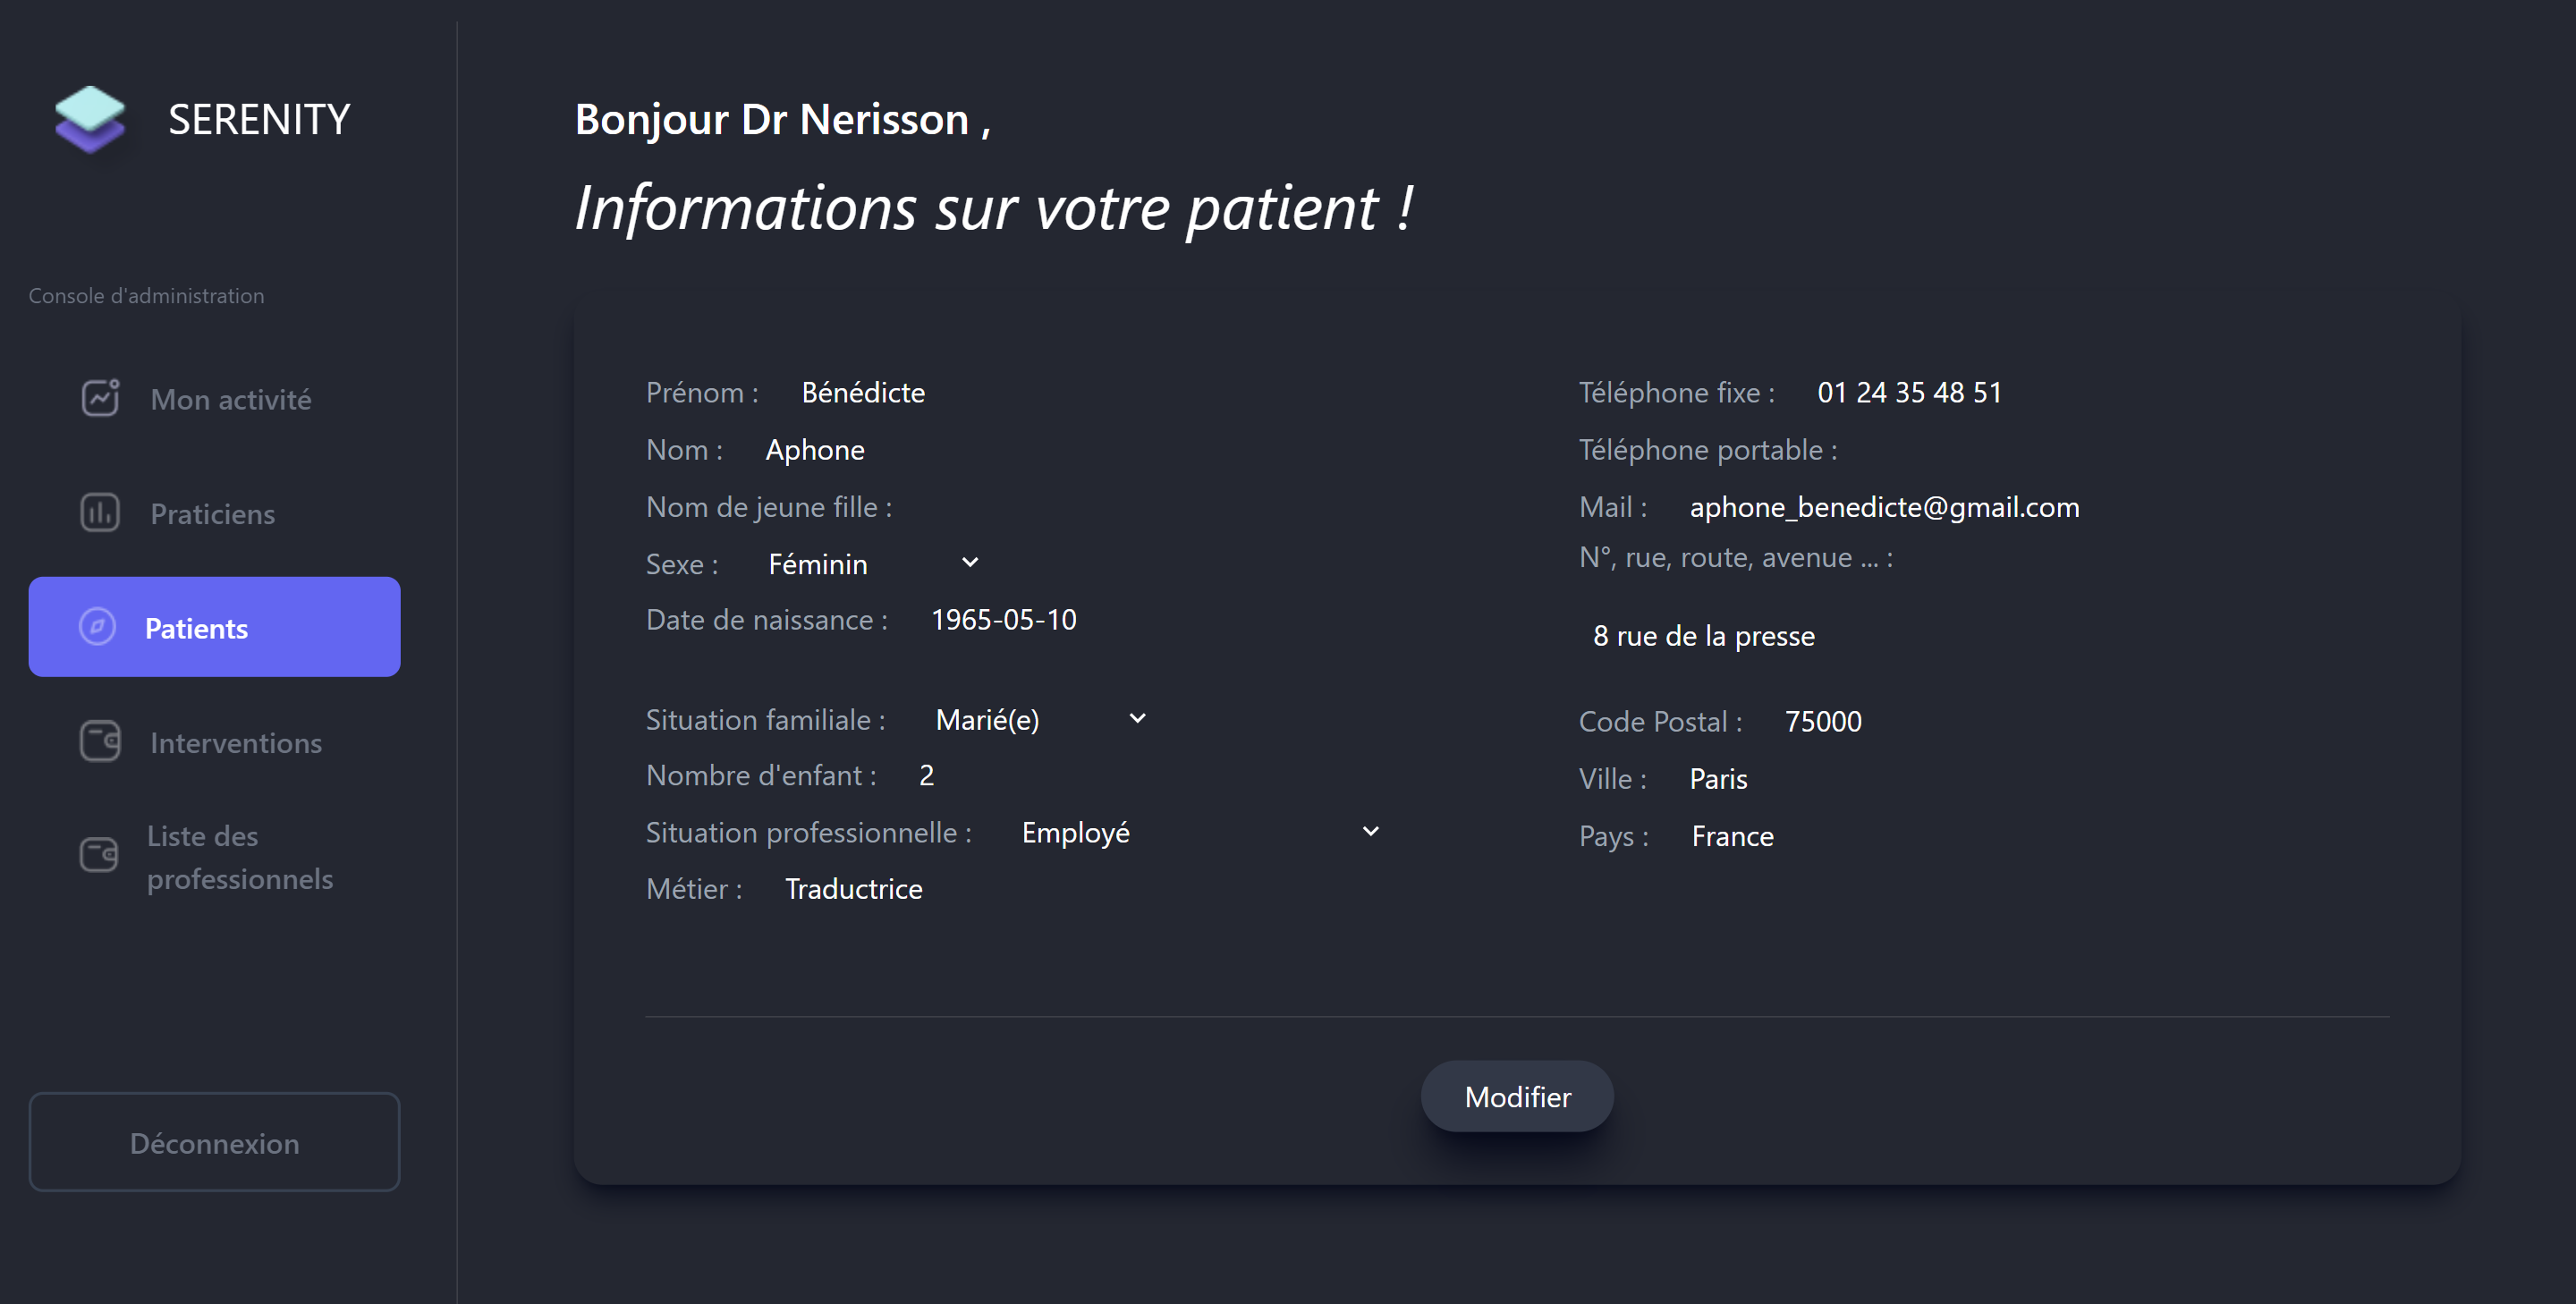 SERENITY
Console d'administration
Mon activité
Praticiens
Patients
Interventions
Liste des
professionnels
Déconnexion
Bonjour Dr Nerisson ,
Informations sur votre patient !
Prénom : Bénédicte
Nom : Aphone
Nom de jeune fille :
Sexe : Féminin
Date de naissance : 1965-05-10
Situation familiale : Marié(e)
Nombre d'enfant : 2
Situation professionnelle : Employé
Métier : Traductrice
Téléphone fixe : 01 24 35 48 51
Téléphone portable :
Mail : aphone_benedicte@gmail.com
N°, rue, route, avenue ... :
8 rue de la presse
Code Postal : 75000
Ville : Paris
Pays : France
Modifier